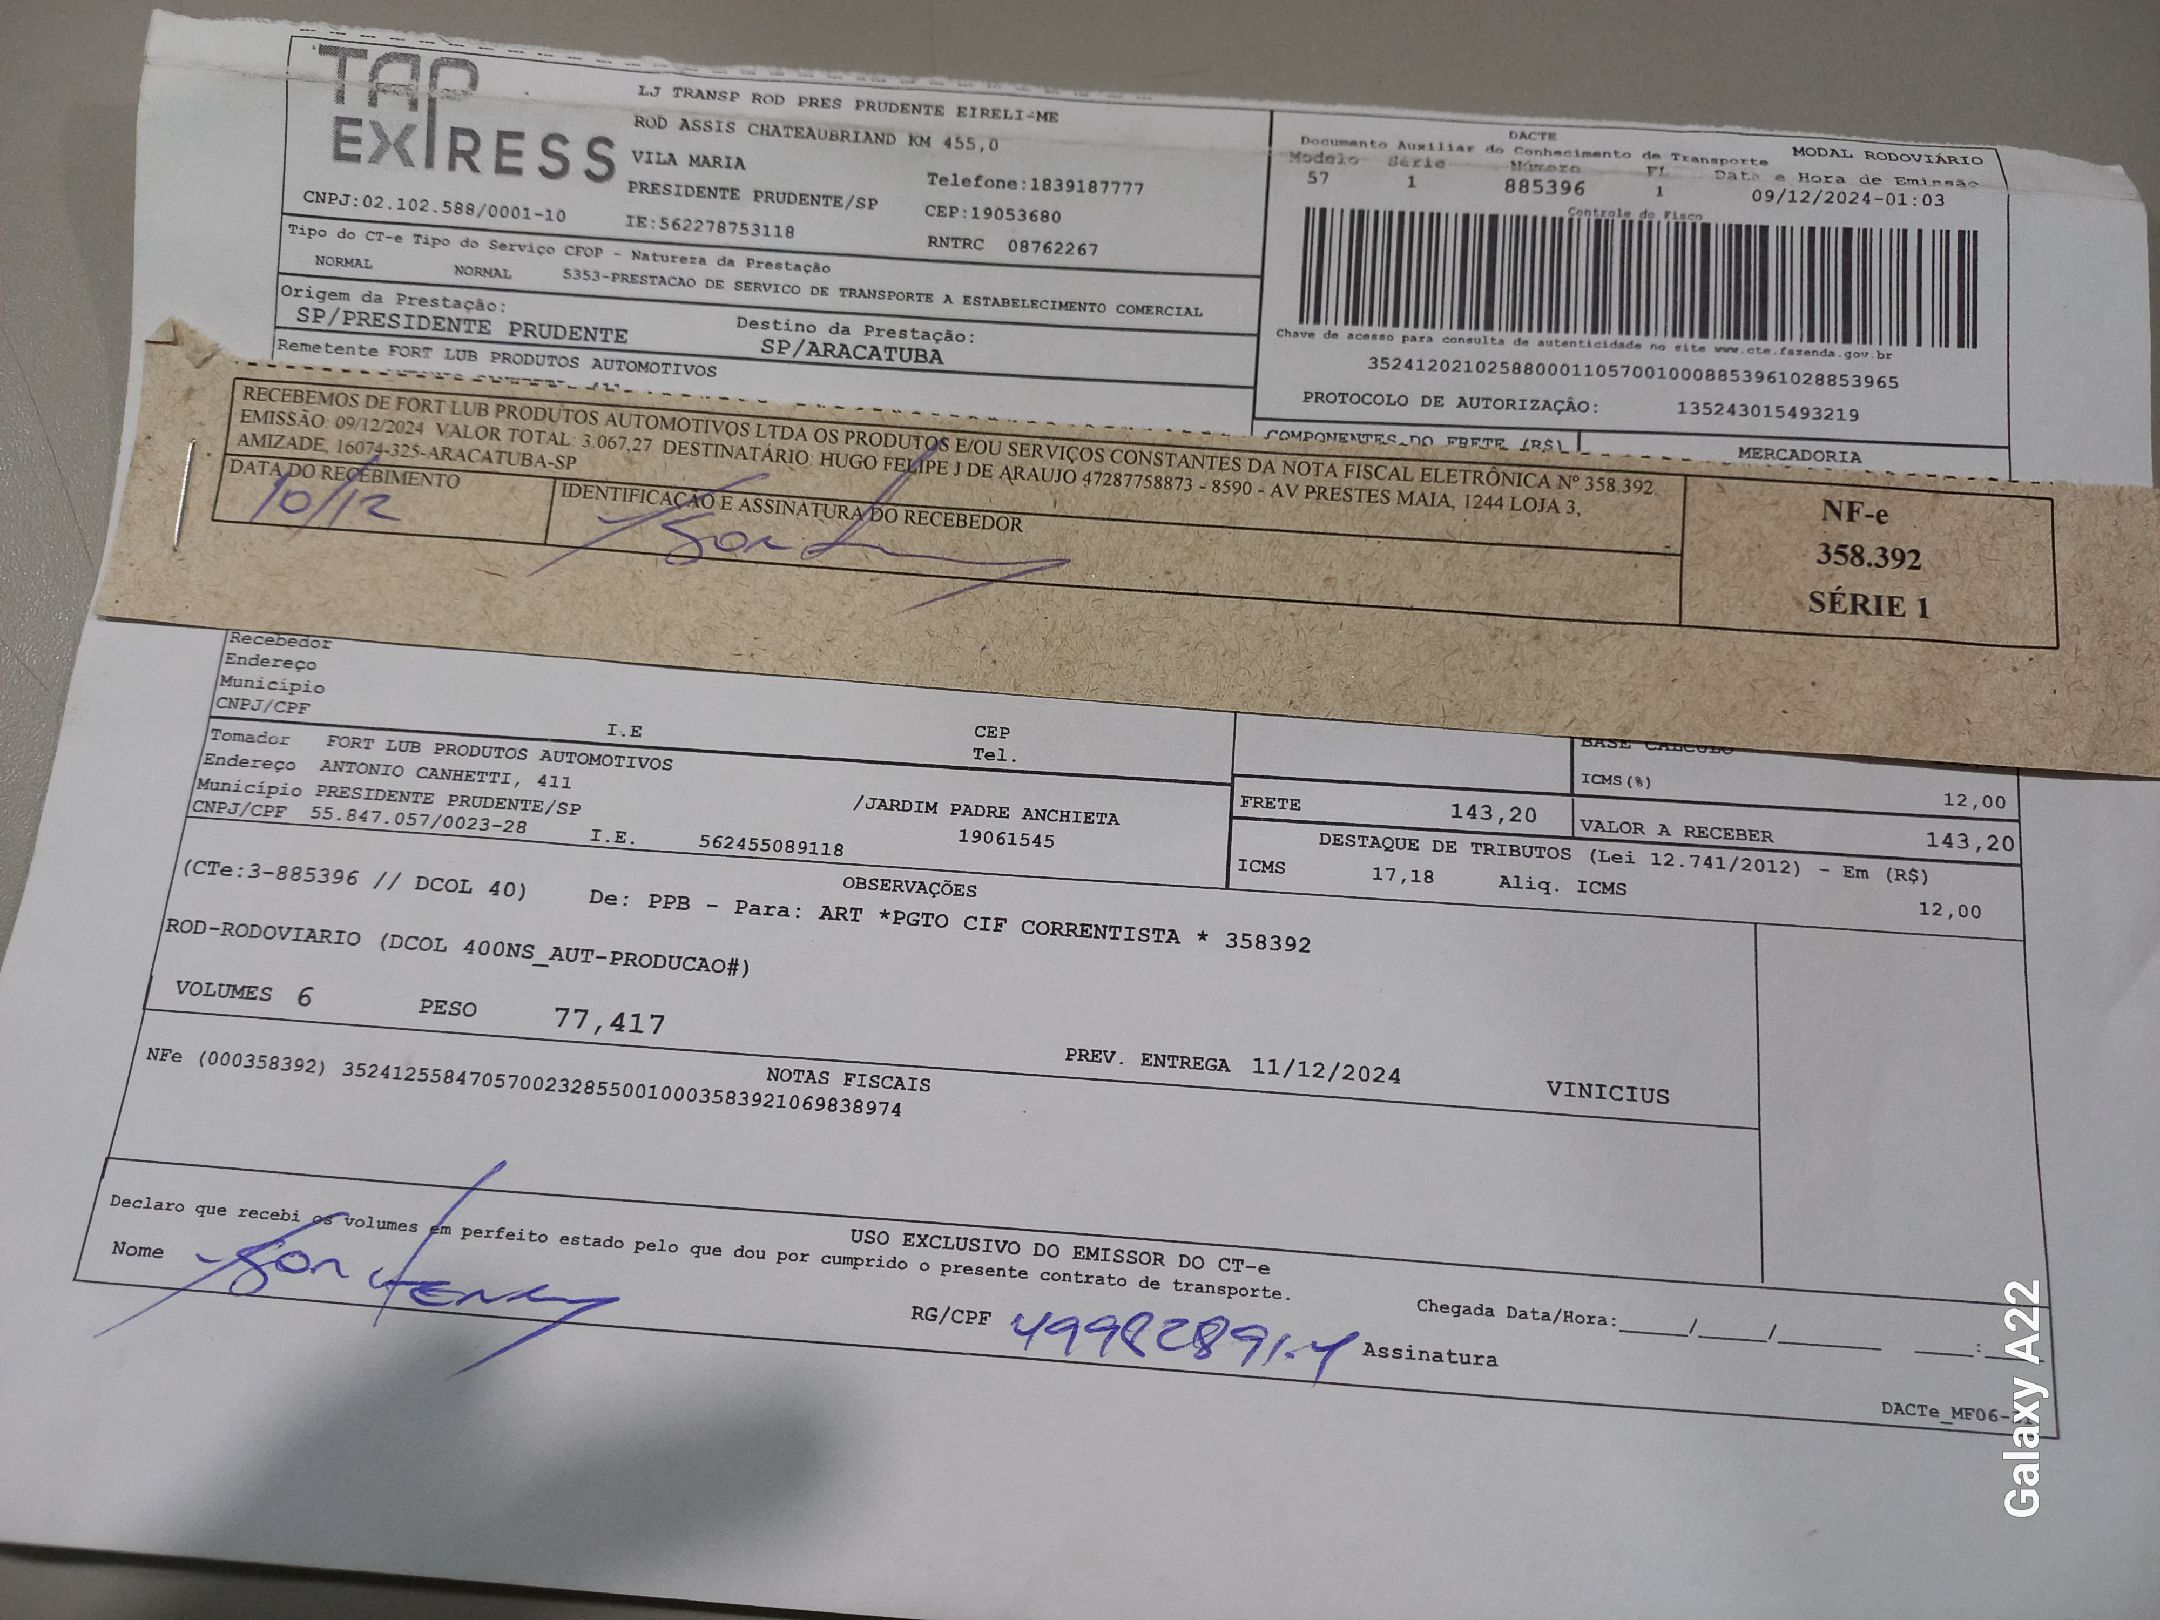 TAP
EXPRESS
LJ TRANSP ROD PRES PRUDENTE EIRELI-ME
ROD ASSIS CHATEAUBRIAND KM 455,0
VILA MARIA
Telefone:1839187777
PRESIDENTE PRUDENTE/SP
CEP:19053680
CNPJ:02.102.588/0001-10
IE:562278753118
RNTRC 08762267
DACTE
Documento Auxiliar do Conhecimento de Transporte
MODAL RODOVIÁRIO
Modelo Série Número FL Data e Hora de Emissão
57 1 885396 1 09/12/2024-01:03
Controle do Fisco
Tipo do CT-e Tipo do Serviço CFOP - Natureza da Prestação
NORMAL NORMAL 5353-PRESTACAO DE SERVICO DE TRANSPORTE A ESTABELECIMENTO COMERCIAL
Origem da Prestação:
SP/PRESIDENTE PRUDENTE
Destino da Prestação:
SP/ARACATUBA
Remetente FORT LUB PRODUTOS AUTOMOTIVOS
Chave de acesso para consulta de autenticidade no site www.cte.fazenda.gov.br
35241202102588000110570010008853961028853965
PROTOCOLO DE AUTORIZAÇÃO: 135243015493219
COMPONENTES DO FRETE (R$)
MERCADORIA
RECEBEMOS DE FORT LUB PRODUTOS AUTOMOTIVOS LTDA OS PRODUTOS E/OU SERVIÇOS CONSTANTES DA NOTA FISCAL ELETRÔNICA Nº 358.392
EMISSÃO: 09/12/2024 VALOR TOTAL: 3.067,27 DESTINATÁRIO: HUGO FELIPE J DE ARAUJO 47287758873 - 8590 - AV PRESTES MAIA, 1244 LOJA 3,
AMIZADE, 16074-325-ARACATUBA-SP
DATA DO RECEBIMENTO
10/12
IDENTIFICAÇÃO E ASSINATURA DO RECEBEDOR
NF-e
358.392
SÉRIE 1
Recebedor
Endereço
Município
CNPJ/CPF
I.E
CEP
Tel.
Tomador FORT LUB PRODUTOS AUTOMOTIVOS
Endereço ANTONIO CANHETTI, 411
/JARDIM PADRE ANCHIETA
Município PRESIDENTE PRUDENTE/SP
19061545
CNPJ/CPF 55.847.057/0023-28 I.E. 562455089118
BASE CALCULO
ICMS(%) 12,00
FRETE 143,20
VALOR A RECEBER 143,20
DESTAQUE DE TRIBUTOS (Lei 12.741/2012) - Em (R$)
ICMS 17,18 Aliq. ICMS 12,00
OBSERVAÇÕES
(CTe:3-885396 // DCOL 40) De: PPB - Para: ART *PGTO CIF CORRENTISTA * 358392
ROD-RODOVIARIO (DCOL 400NS_AUT-PRODUCAO#)
VOLUMES 6 PESO 77,417
PREV. ENTREGA 11/12/2024 VINICIUS
NOTAS FISCAIS
NFe (000358392) 35241255847057002328550010003583921069838974
USO EXCLUSIVO DO EMISSOR DO CT-e
Declaro que recebi os volumes em perfeito estado pelo que dou por cumprido o presente contrato de transporte.
Nome
RG/CPF 49982891-4
Assinatura
Chegada Data/Hora:_____/_____/________ ____:____
DACTe_MF06-
Galaxy A22